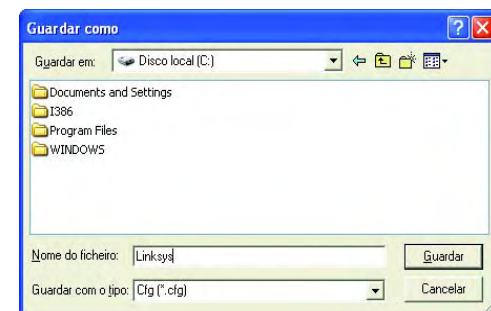 Guardar como
Guardar em: Disco local (C:)
Documents and Settings
I386
Program Files
WINDOWS
Nome do ficheiro: Linksys Guardar
Guardar com o tipo: Cfg (*.cfg) Cancelar